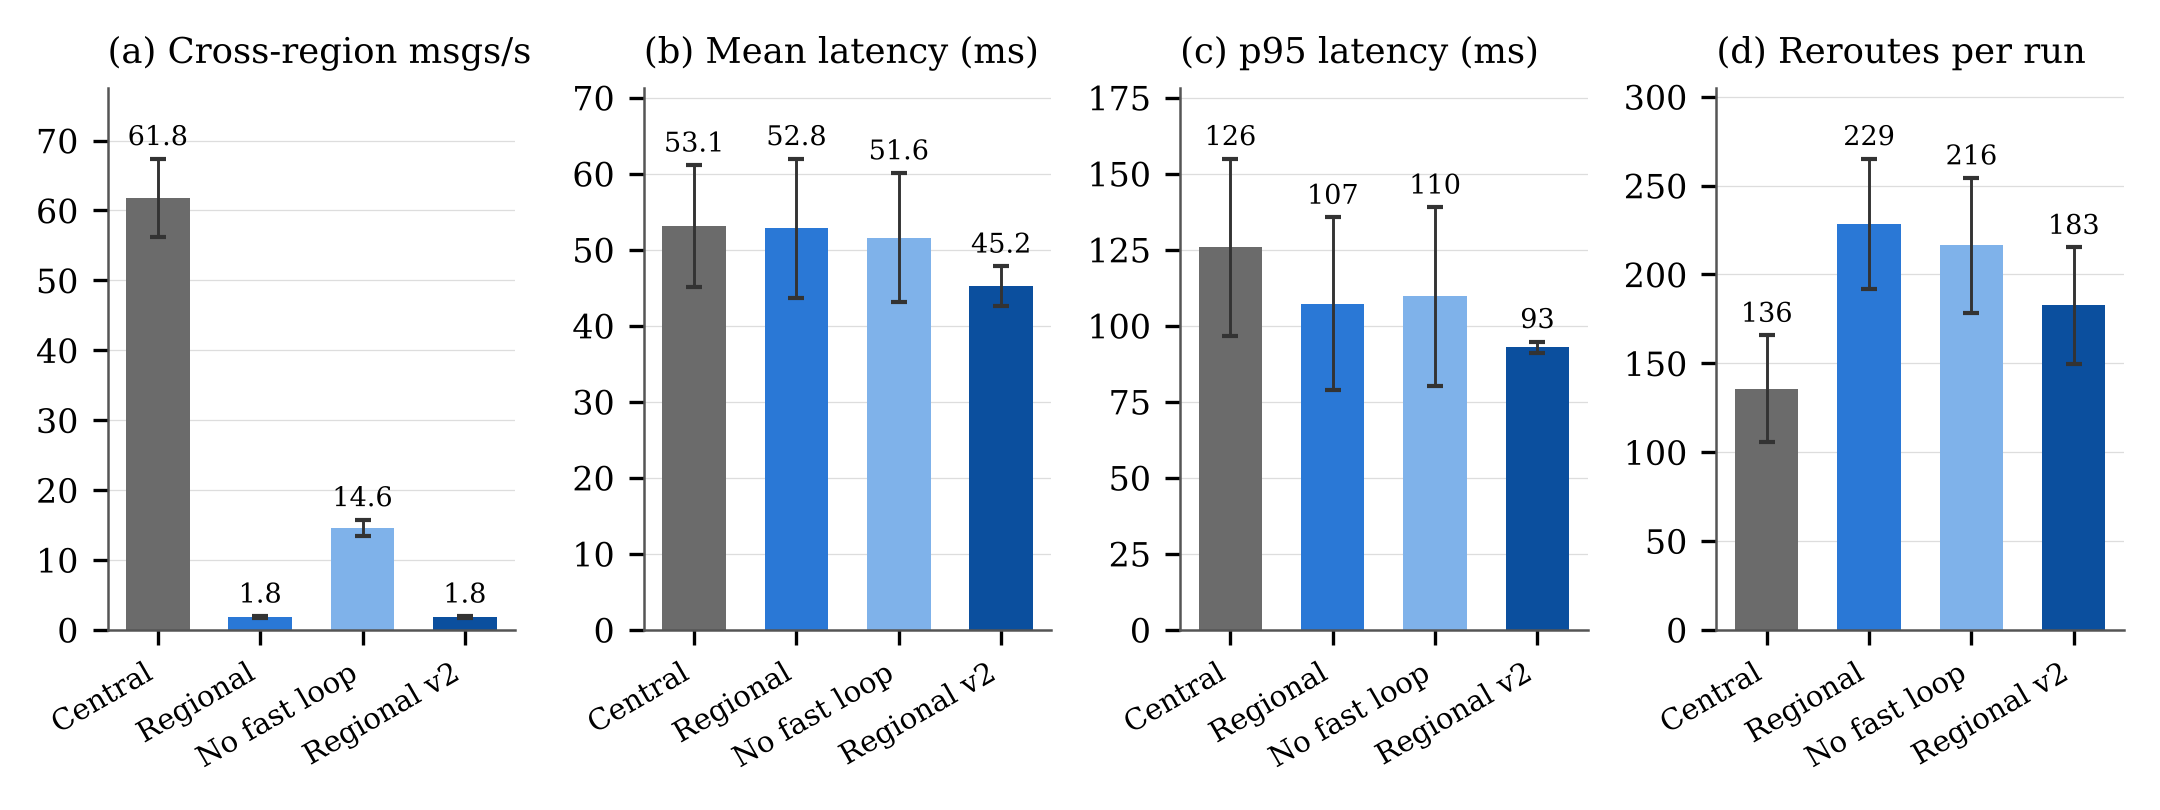 (a) Cross-region msgs/s
70
60
50
40
30
20
10
0
61.8
1.8
14.6
1.8
Central
Regional
No fast loop
Regional v2
(b) Mean latency (ms)
70
60
50
40
30
20
10
0
53.1
52.8
51.6
45.2
Central
Regional
No fast loop
Regional v2
(c) p95 latency (ms)
175
150
125
100
75
50
25
0
126
107
110
93
Central
Regional
No fast loop
Regional v2
(d) Reroutes per run
300
250
200
150
100
50
0
136
229
216
183
Central
Regional
No fast loop
Regional v2